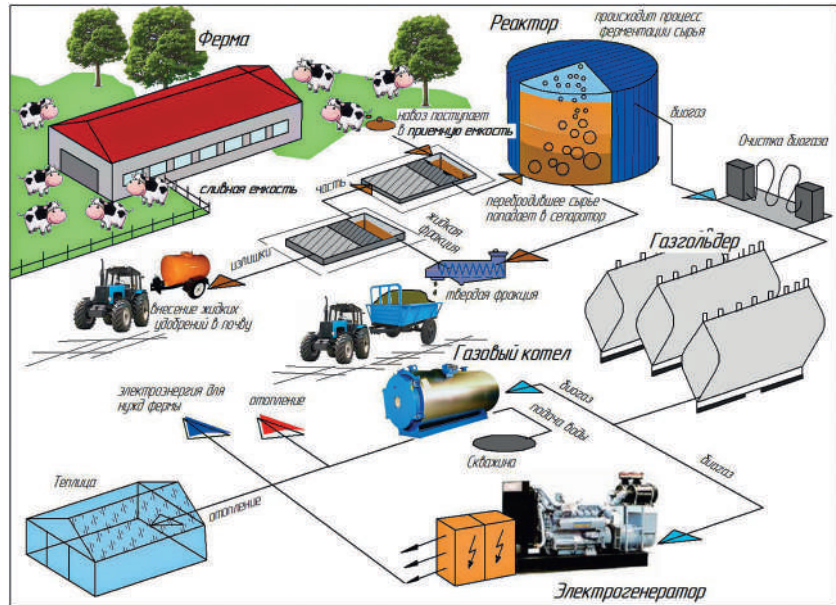 Ферма
Реактор
происходит процесс
ферментации сырья
навоз поступает
в приемную емкость
биогаз
Очистка биогаза
сливная емкость
часть
перебродившее сырье
попадает в сепаратор
жидкая
фракция
излишки
Газгольдер
внесение жидких
удобрений в почву
твердая фракция
Газовый котел
электроэнергия для
нужд фермы
отопление
биогаз
подача воды
Скважина
биогаз
Теплица
отопление
Электрогенератор